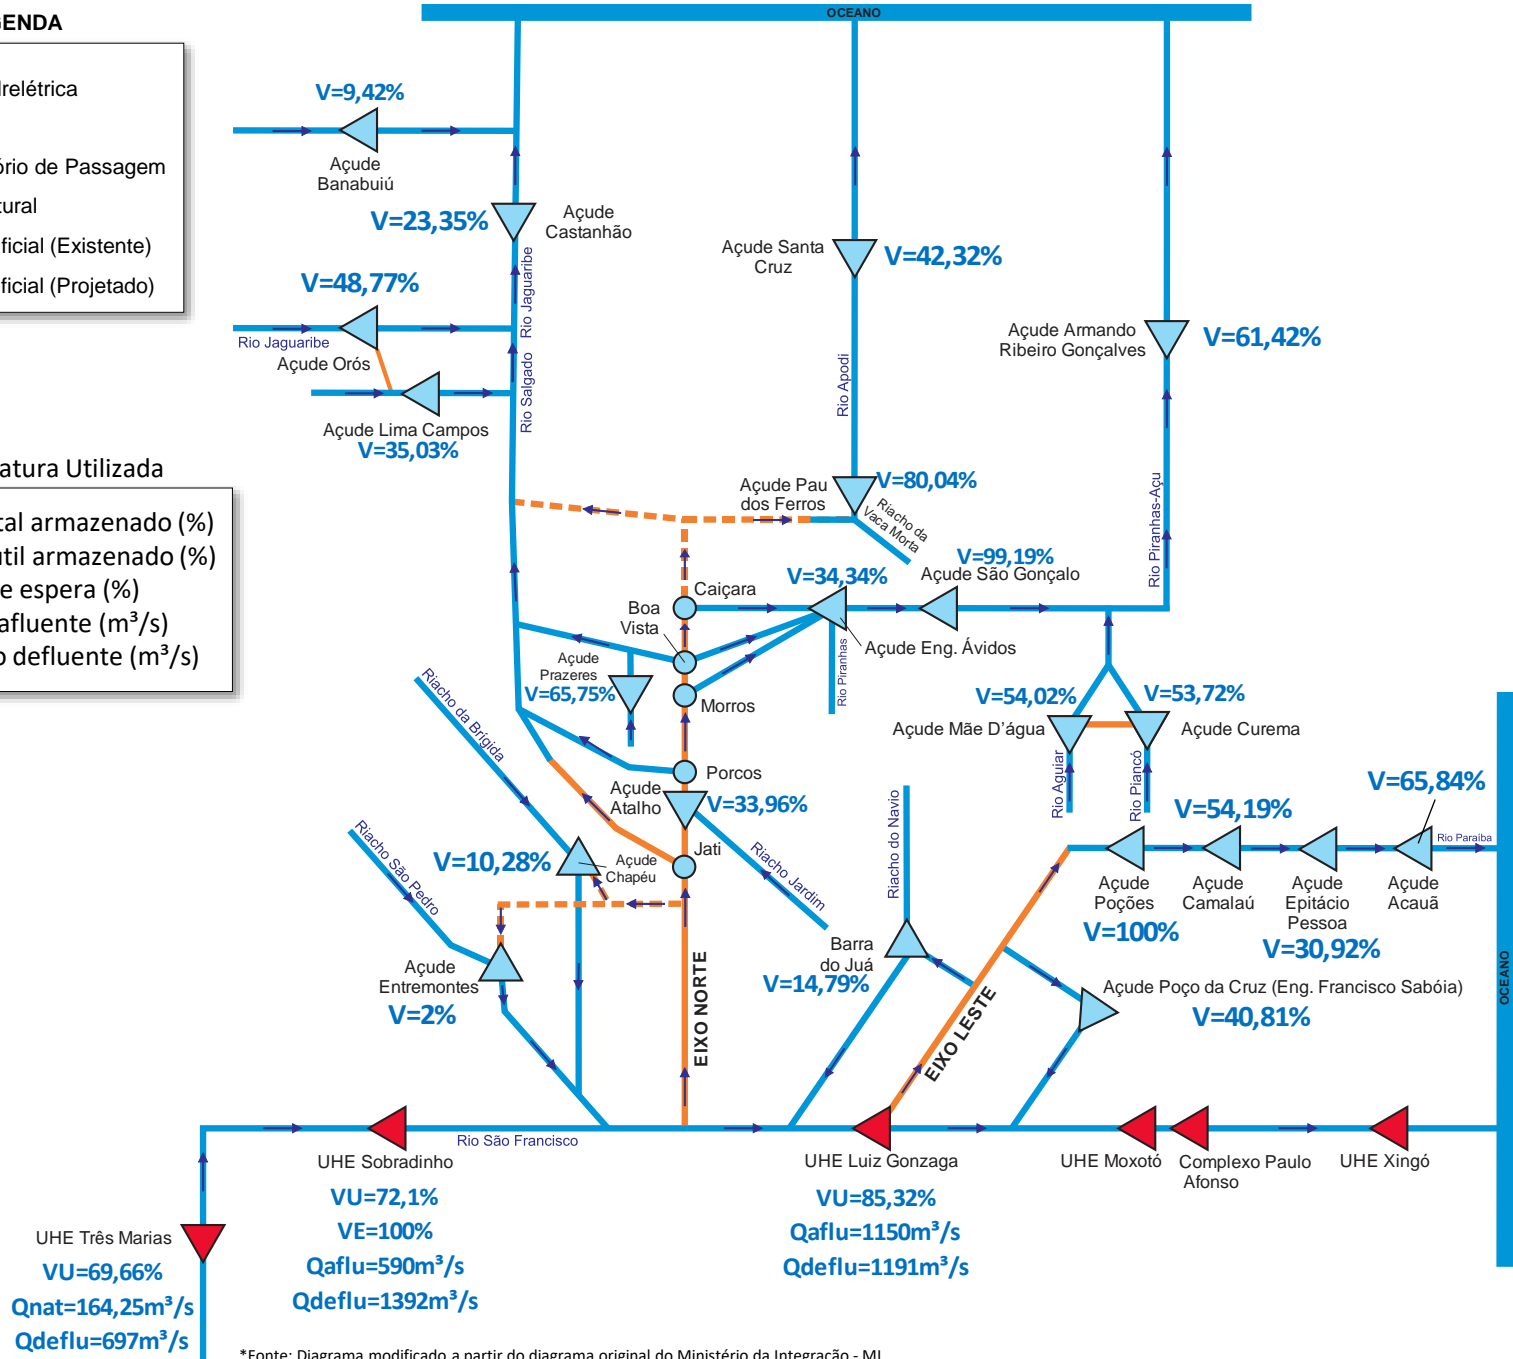 GENDA
OCEANO
drelétrica
ório de Passagem
tural
ificial (Existente)
ificial (Projetado)
V=9,42%
Açude
Banabuiú
V=23,35%
Açude
Castanhão
V=48,77%
Rio Jaguaribe
Rio Jaguaribe
Açude Orós
Rio Salgado
Açude Lima Campos
V=35,03%
Açude Santa
Cruz
V=42,32%
Rio Apodi
Açude Armando
Ribeiro Gonçalves
V=61,42%
Rio Piranhas-Açu
atura Utilizada
tal armazenado (%)
útil armazenado (%)
e espera (%)
afluente (m³/s)
o defluente (m³/s)
Açude Pau
dos Ferros
V=80,04%
Riacho da
Vaca Morta
V=99,19%
Açude São Gonçalo
V=34,34%
Caiçara
Boa
Vista
Açude Eng. Ávidos
Rio Piranhas
Açude
Prazeres
V=65,75%
Morros
Riacho da Brígida
Porcos
Açude
Atalho
V=33,96%
V=54,02%
Açude Mãe D'água
V=53,72%
Açude Curema
Rio Aguiar
Rio Piancó
V=65,84%
V=54,19%
Rio Paraiba
Riacho São Pedro
V=10,28%
Açude
Chapéu
Jati
Riacho Jardim
Riacho do Navio
Açude
Poções
V=100%
Açude
Camalaú
Açude
Epitácio
Pessoa
V=30,92%
Açude
Acauã
Açude
Entremontes
V=2%
EIXO NORTE
Barra
do Juá
V=14,79%
EIXO LESTE
Açude Poço da Cruz (Eng. Francisco Sabóia)
V=40,81%
OCEANO
Rio São Francisco
UHE Sobradinho
VU=72,1%
VE=100%
Qaflu=590m³/s
Qdeflu=1392m³/s
UHE Luiz Gonzaga
VU=85,32%
Qaflu=1150m³/s
Qdeflu=1191m³/s
UHE Moxotó
Complexo Paulo
Afonso
UHE Xingó
UHE Três Marias
VU=69,66%
Qnat=164,25m³/s
Qdeflu=697m³/s
*Fonte: Diagrama modificado a partir do diagrama original do Ministério da Integração - MI